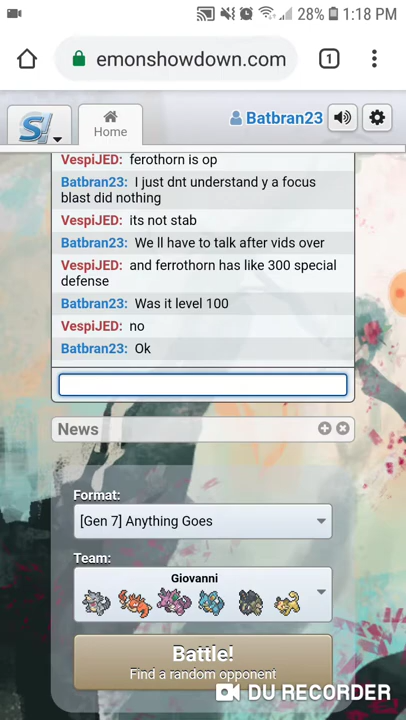 28% 1:18 PM
emonshowdown.com 1
S! Home Batbran23
VespiJED: ferothorn is op
Batbran23: I just dnt understand y a focus
blast did nothing
VespiJED: its not stab
Batbran23: We ll have to talk after vids over
VespiJED: and ferrothorn has like 300 special
defense
Batbran23: Was it level 100
VespiJED: no
Batbran23: Ok
News
Format:
[Gen 7] Anything Goes
Team:
Giovanni
Battle!
Find a random opponent
DU RECORDER